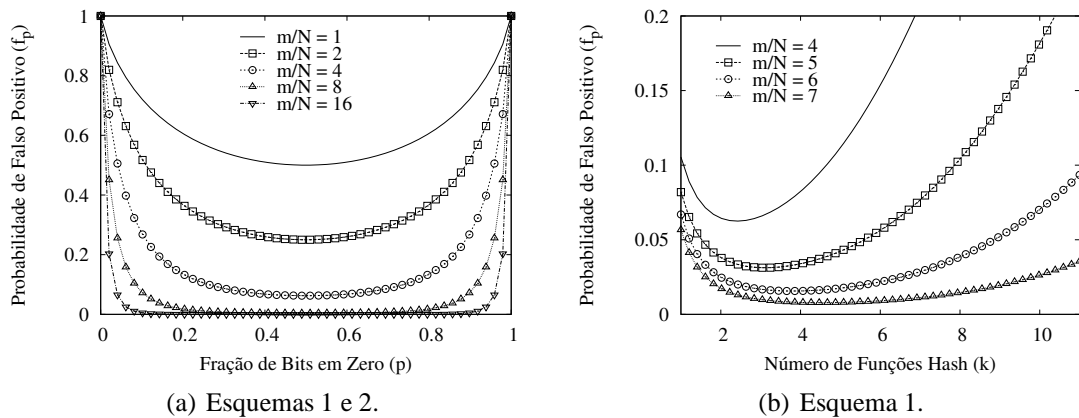 Probabilidade de Falso Positivo (fp)
1
0.8
0.6
0.4
0.2
0
m/N = 1
m/N = 2
m/N = 4
m/N = 8
m/N = 16
0 0.2 0.4 0.6 0.8 1
Fração de Bits em Zero (p)
(a) Esquemas 1 e 2.
Probabilidade de Falso Positivo (fp)
0.2
0.15
0.1
0.05
0
m/N = 4
m/N = 5
m/N = 6
m/N = 7
2 4 6 8 10
Número de Funções Hash (k)
(b) Esquema 1.